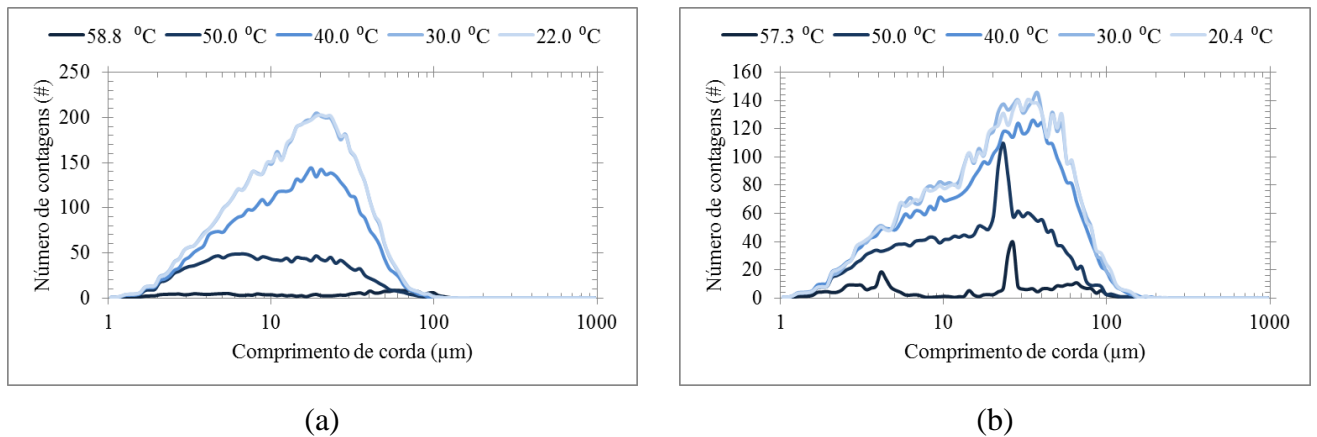 58.8 ⁰C 50.0 ⁰C 40.0 ⁰C 30.0 ⁰C 22.0 ⁰C
250
200
150
100
50
0
Número de contagens (#)
1 10 100 1000
Comprimento de corda (µm)
(a)
57.3 ⁰C 50.0 ⁰C 40.0 ⁰C 30.0 ⁰C 20.4 ⁰C
160
140
120
100
80
60
40
20
0
Número de contagens (#)
1 10 100 1000
Comprimento de corda (µm)
(b)